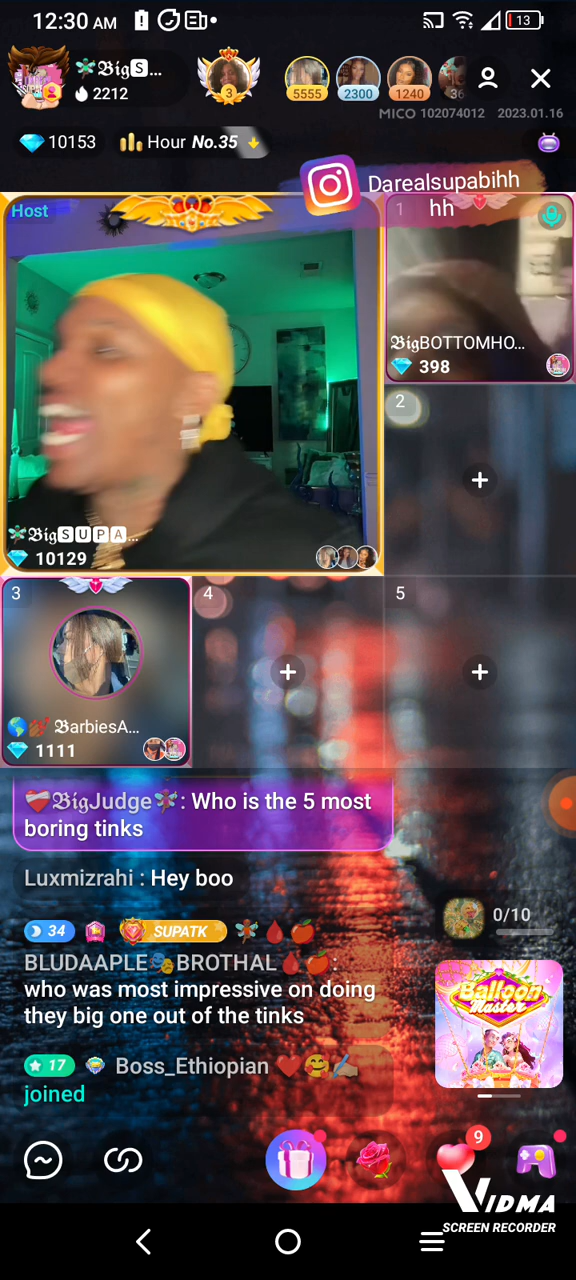 12:30 AM
13
𝕭𝖎𝖌🆂...
2212
3
5555
2300
1240
36
MICO 102074012 2023.01.16
10153
Hour No.35
Darealsupabihh
hh
Host
1
𝕭𝖎𝖌BOTTOMHO...
398
2
𝕭𝖎𝖌🆂🆄🅿🅰...
10129
3
𝕭arbiesA...
1111
4
5
𝕭𝖎𝖌Judge : Who is the 5 most
boring tinks
Luxmizrahi : Hey boo
0/10
34 SUPATK
BLUDAAPLE🎭BROTHAL🩸🍎:
who was most impressive on doing
they big one out of the tinks
Balloon
Master
17 Boss_Ethiopian
joined
9
VIDMA
SCREEN RECORDER